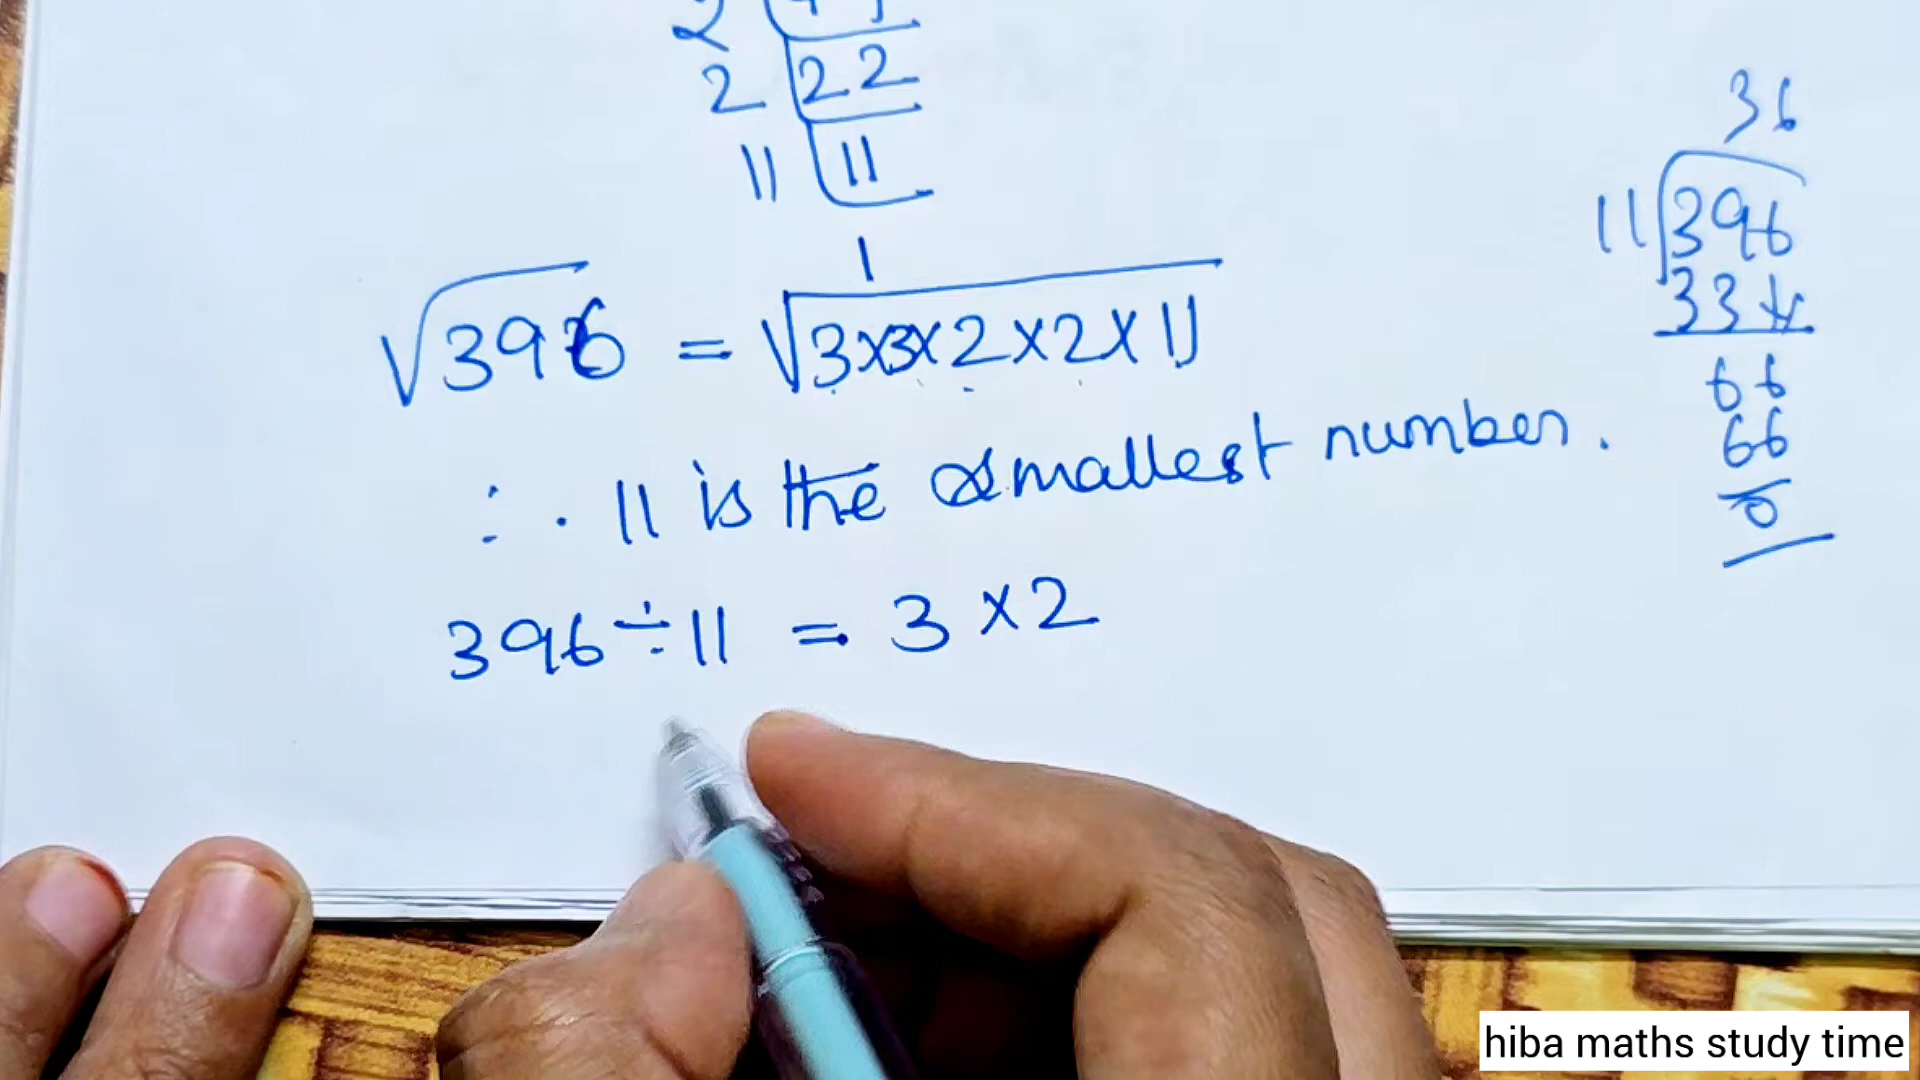 2
2 22
11 11
1
√396 = √3×3×2×2×11
∴ 11 is the smallest number.
396 ÷ 11 = 3 × 2
36
11 396
33
66
66
0
hiba maths study time